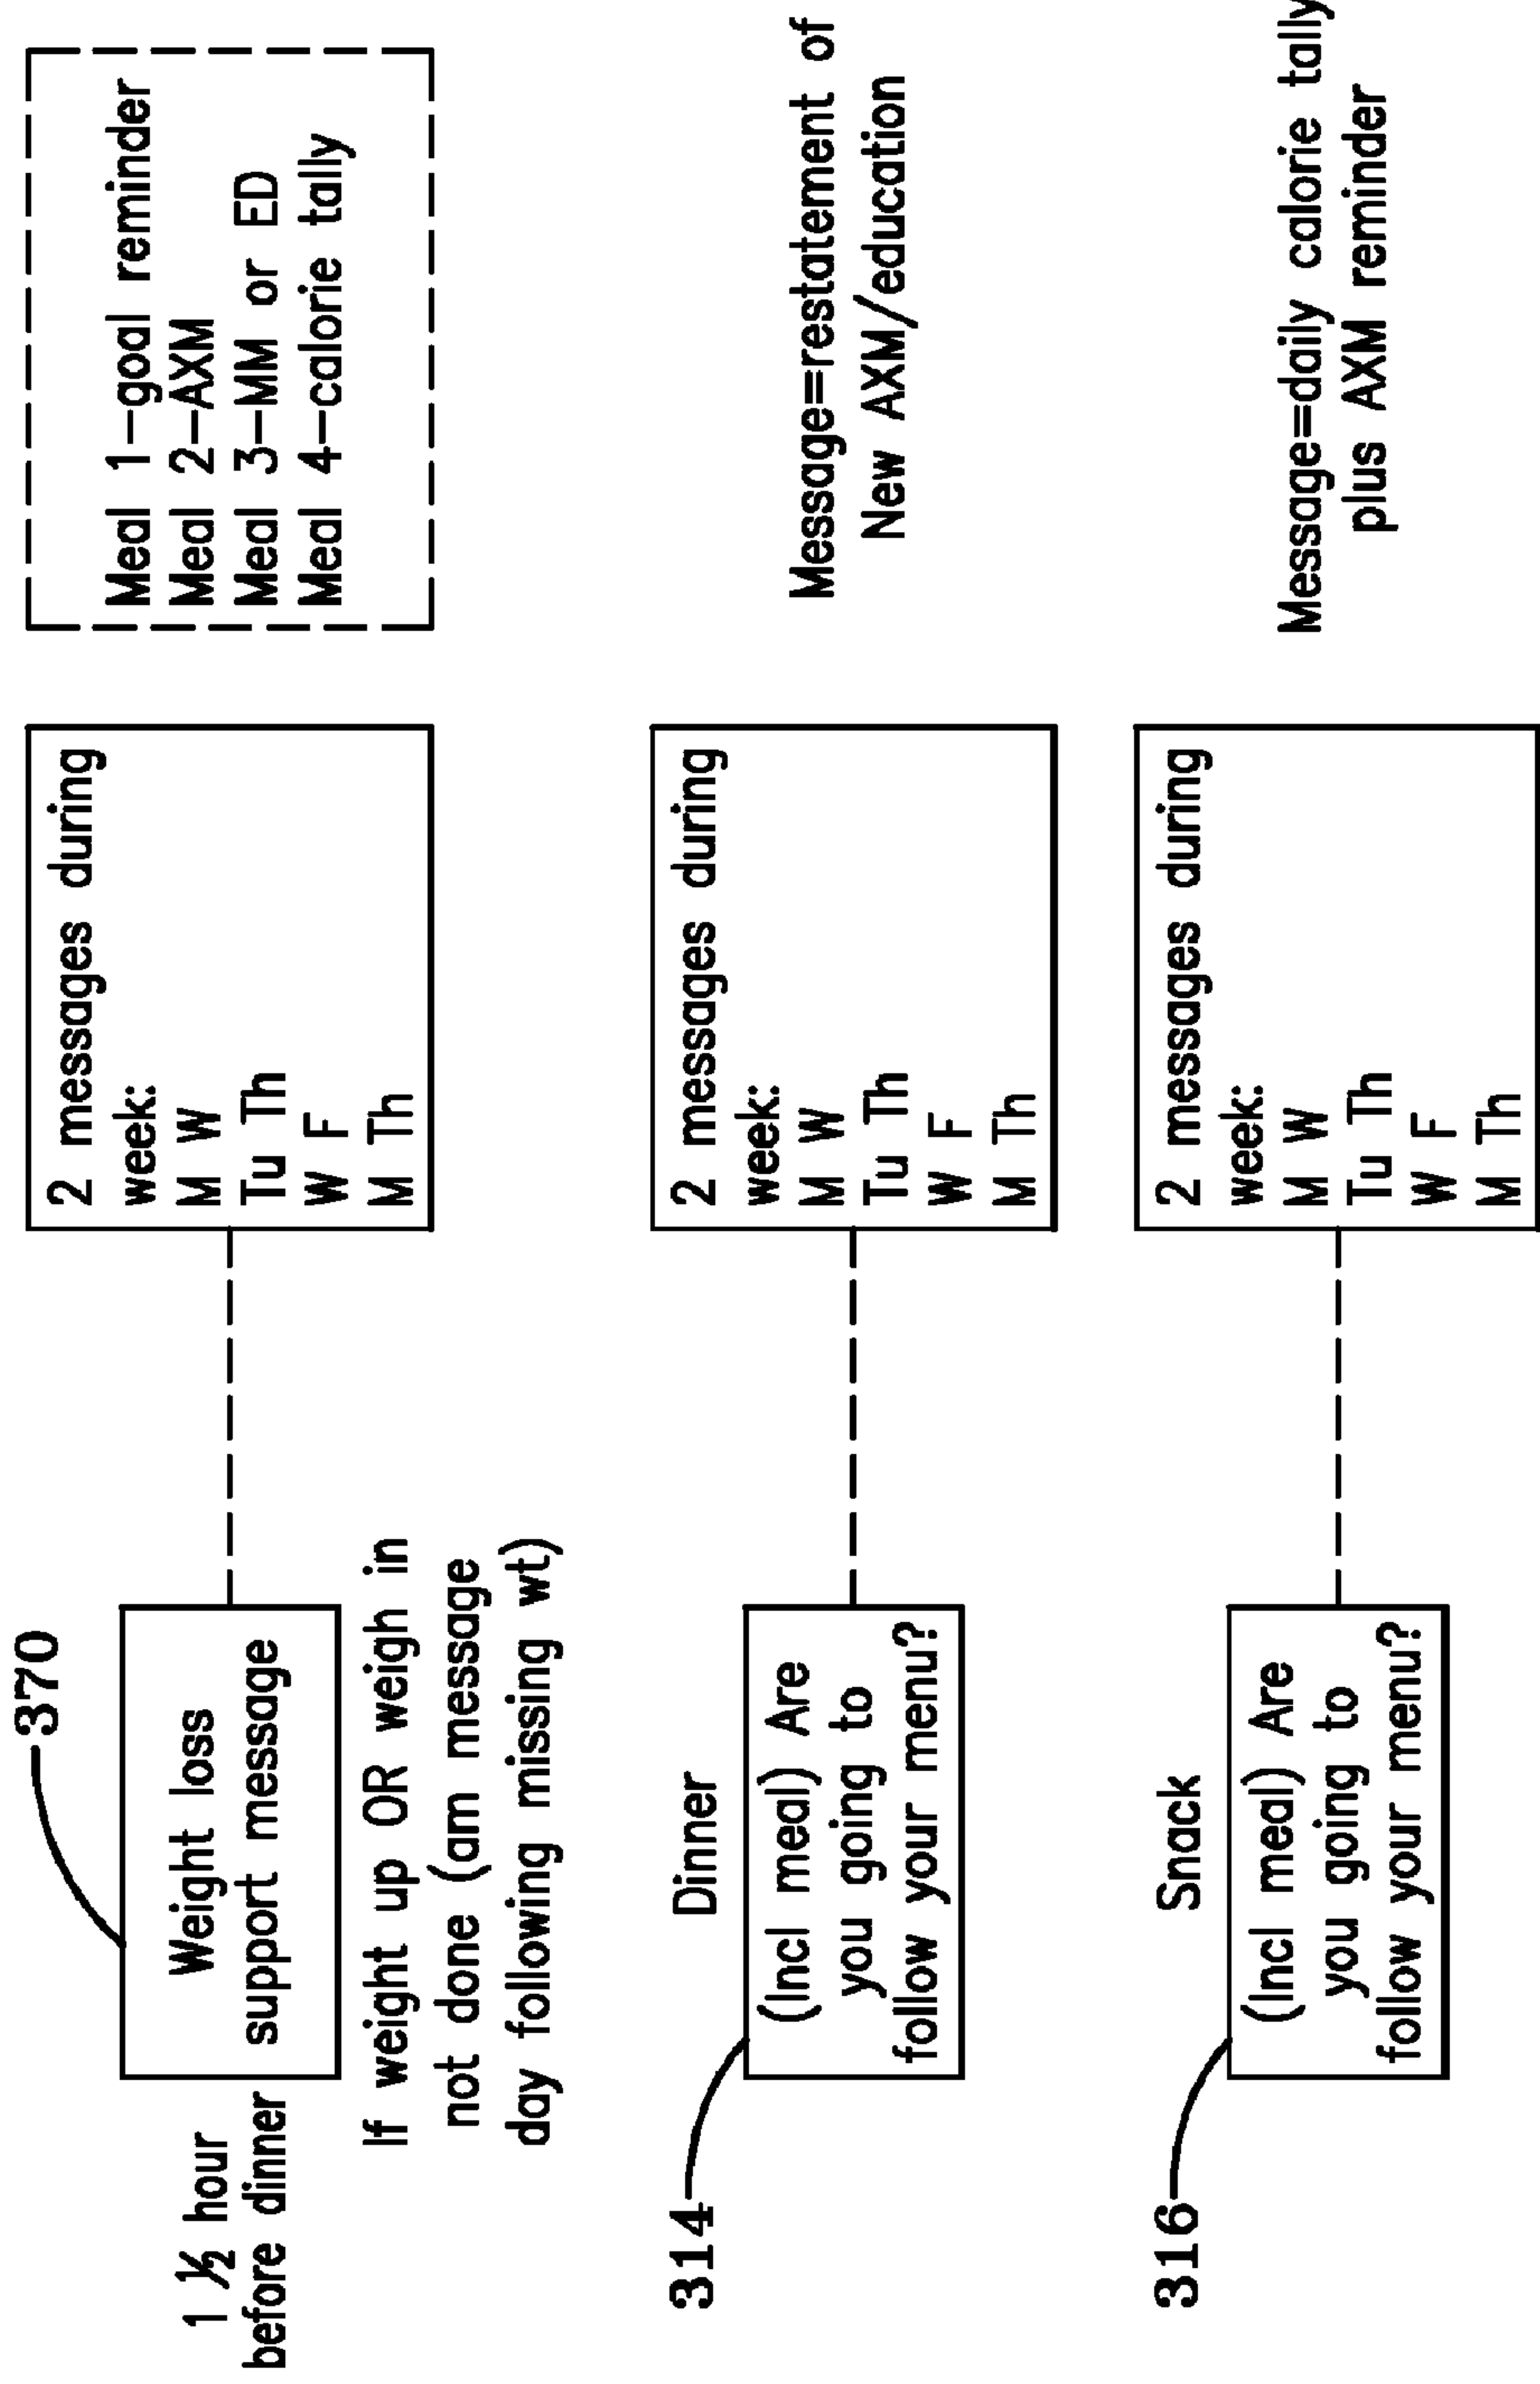 370
1 ½ hour
before dinner
Weight loss
support message
If weight up OR weigh in
not done (am message
day following missing wt)
2 messages during
week:
M W
Tu Th
W F
M Th
Meal 1-goal reminder
Meal 2-AXM
Meal 3-MM or ED
Meal 4-calorie tally
314
Dinner
(Incl meal) Are
you going to
follow your menu?
2 messages during
week:
M W
Tu Th
W F
M Th
Message=restatement of
New AXM/education
316
Snack
(Incl meal) Are
you going to
follow your menu?
2 messages during
week:
M W
Tu Th
W F
M Th
Message=daily calorie tally
plus AXM reminder